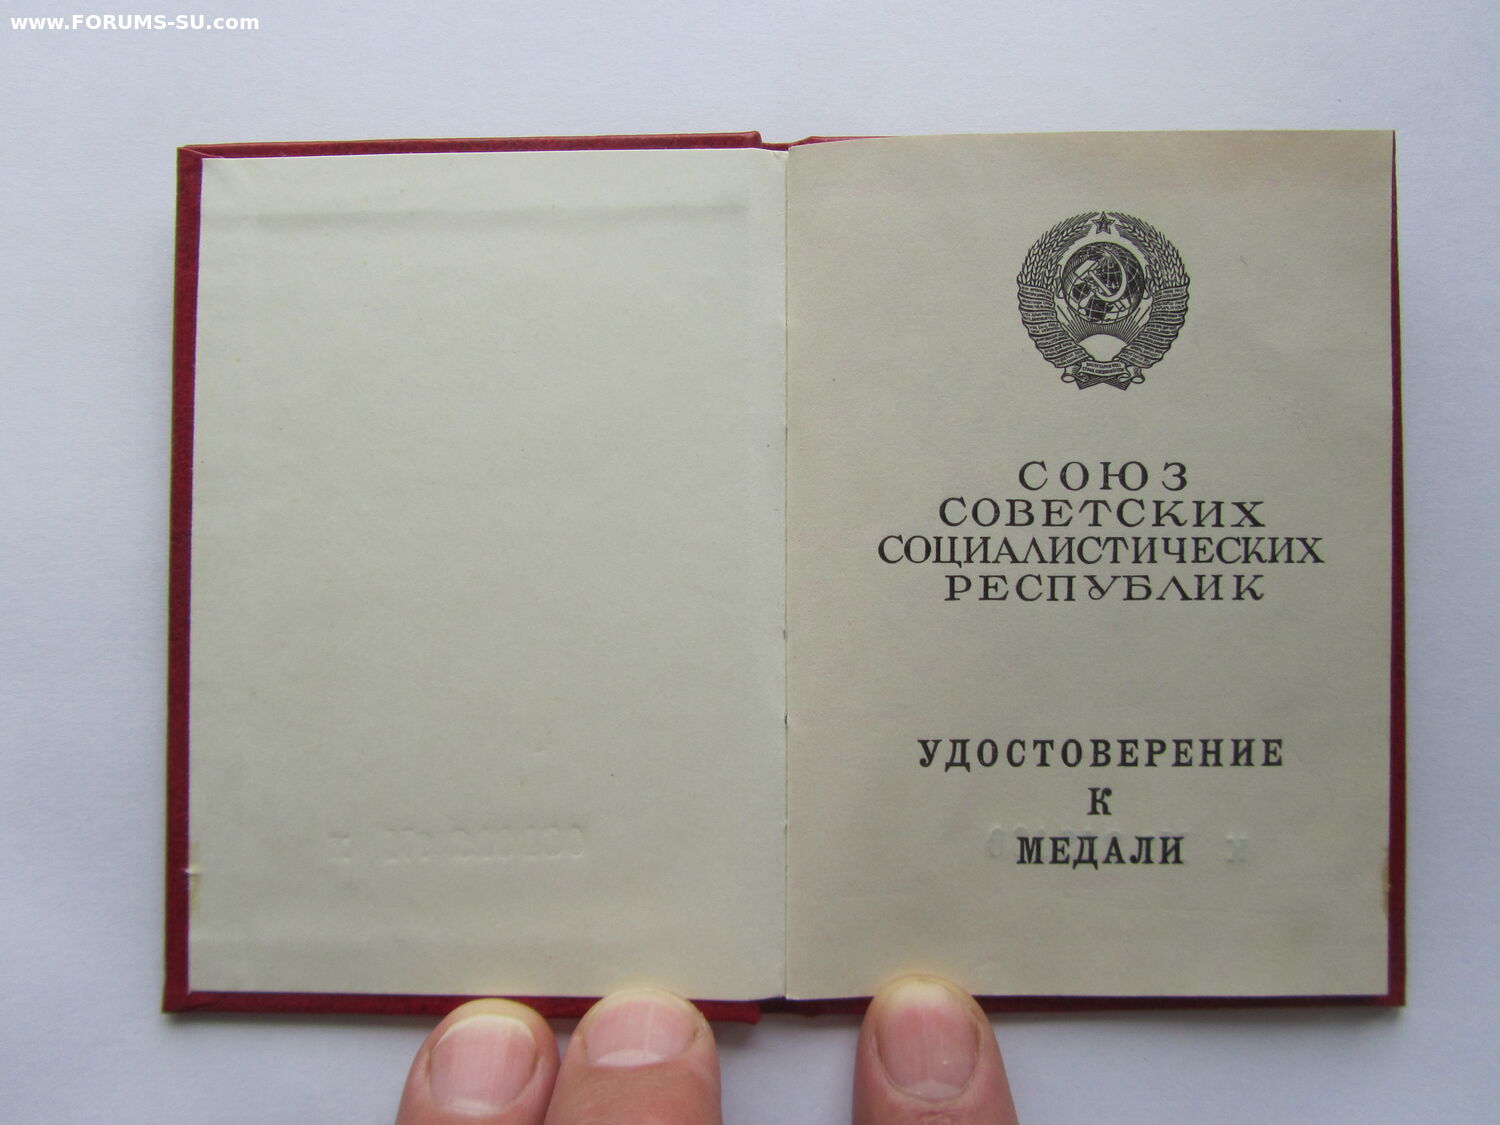 www.FORUMS-SU.com
СОЮЗ
СОВЕТСКИХ
СОЦИАЛИСТИЧЕСКИХ
РЕСПУБЛИК
УДОСТОВЕРЕНИЕ
К
МЕДАЛИ